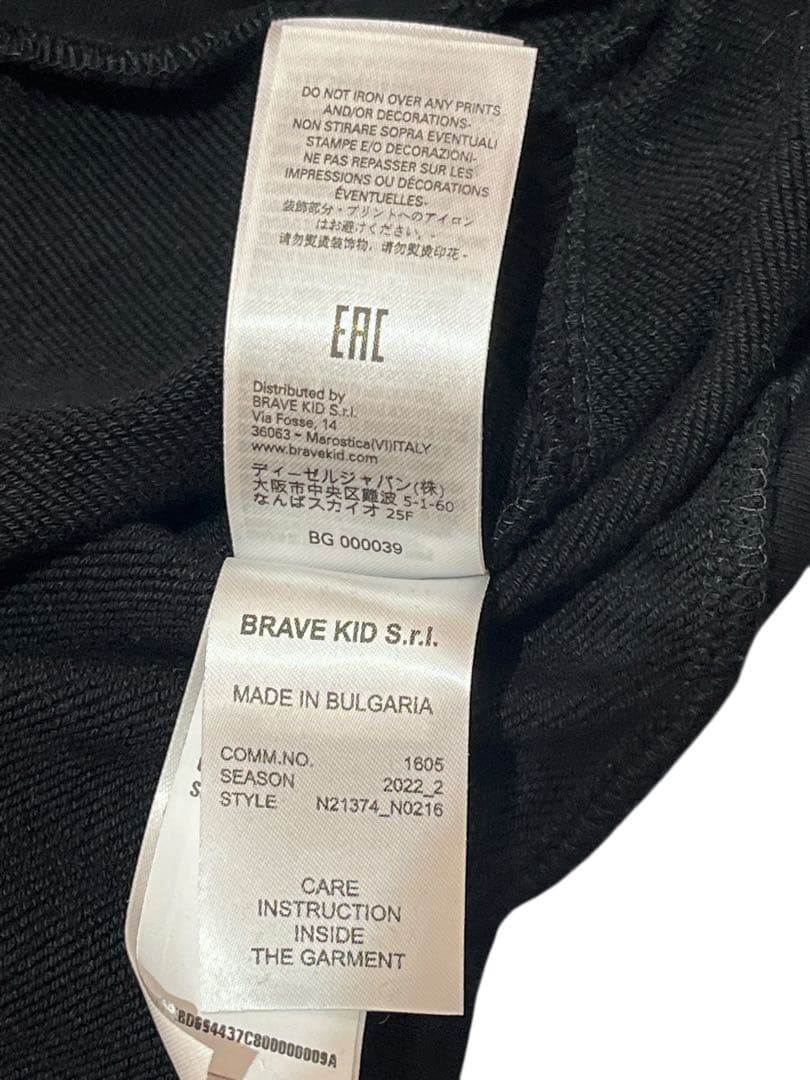 DO NOT IRON OVER ANY PRINTS
AND/OR DECORATIONS-
NON STIRARE SOPRA EVENTUALI
STAMPE E/O DECORAZIONI-
NE PAS REPASSER SUR LES
IMPRESSIONS OU DÉCORATIONS
ÉVENTUELLES-
装飾部分・プリントへのアイロン
はお避けください。-
请勿熨烫装饰物，请勿熨烫印花-
EAC
Distributed by
BRAVE KID S.r.l.
Via Fosse, 14
36063 - Marostica(VI)ITALY
www.bravekid.com
ディーゼルジャパン(株)
大阪市中央区難波 5-1-60
なんばスカイオ 25F
BG 000039
BRAVE KID S.r.l.
MADE IN BULGARIA
COMM.NO. 1605
SEASON 2022_2
STYLE N21374_N0216
CARE
INSTRUCTION
INSIDE
THE GARMENT